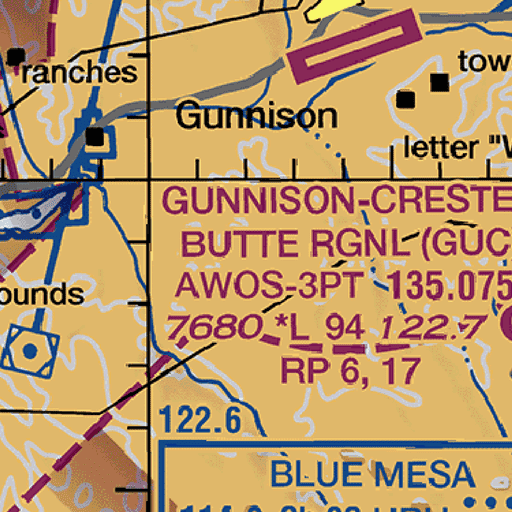 ranches
tow
Gunnison
letter "W
GUNNISON-CRESTE
BUTTE RGNL (GUC
AWOS-3PT 135.075
ounds
7680 *L 94 122.7
RP 6, 17
122.6
BLUE MESA